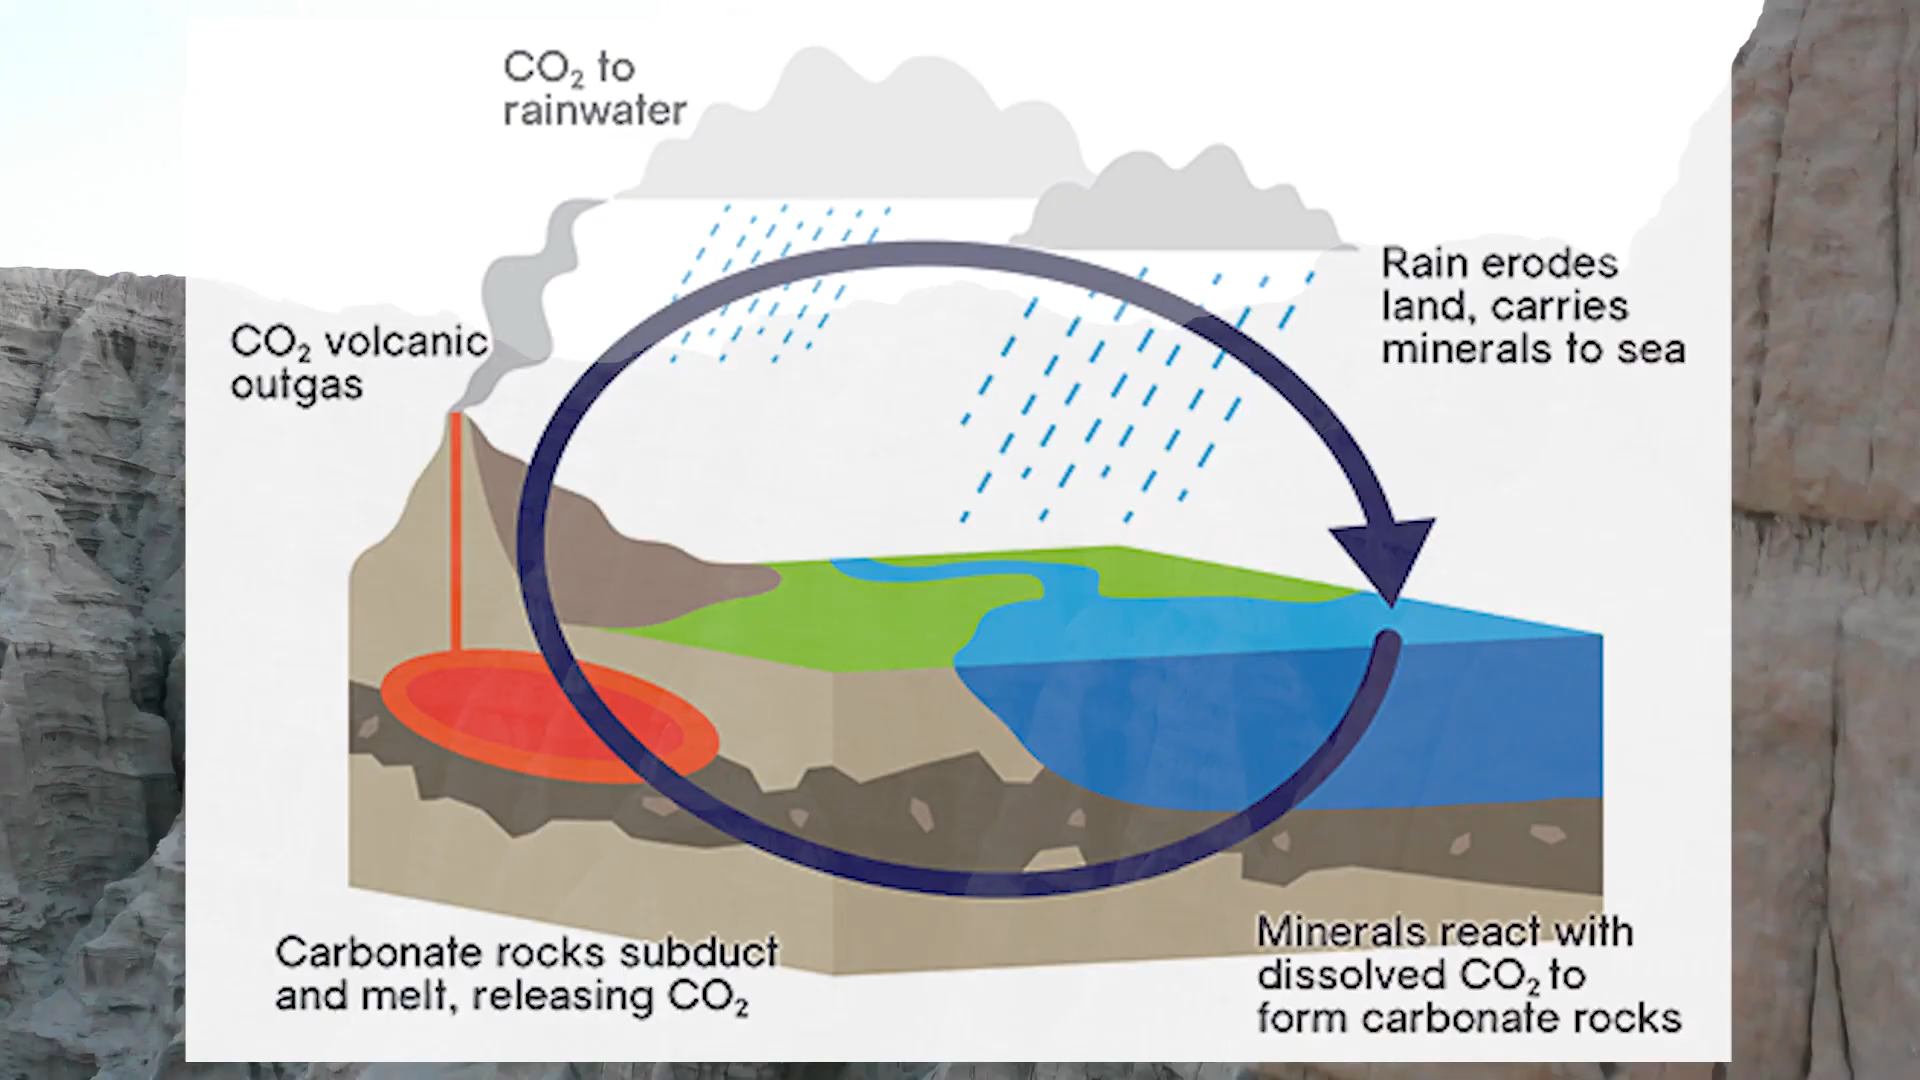 CO₂ to
rainwater
Rain erodes
land, carries
minerals to sea
CO₂ volcanic
outgas
Carbonate rocks subduct
and melt, releasing CO₂
Minerals react with
dissolved CO₂ to
form carbonate rocks